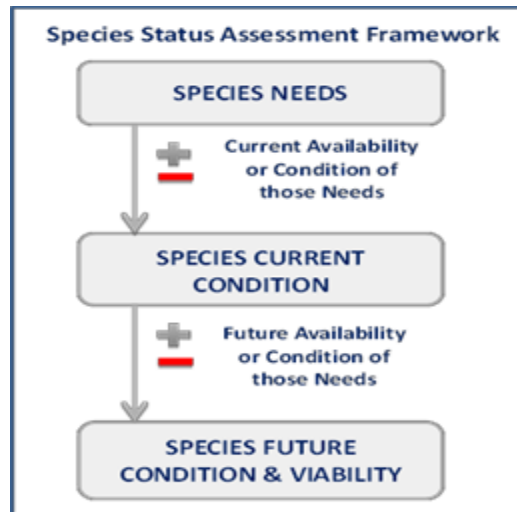 Species Status Assessment Framework
SPECIES NEEDS
Current Availability
or Condition of
those Needs
SPECIES CURRENT
CONDITION
Future Availability
or Condition of
those Needs
SPECIES FUTURE
CONDITION & VIABILITY